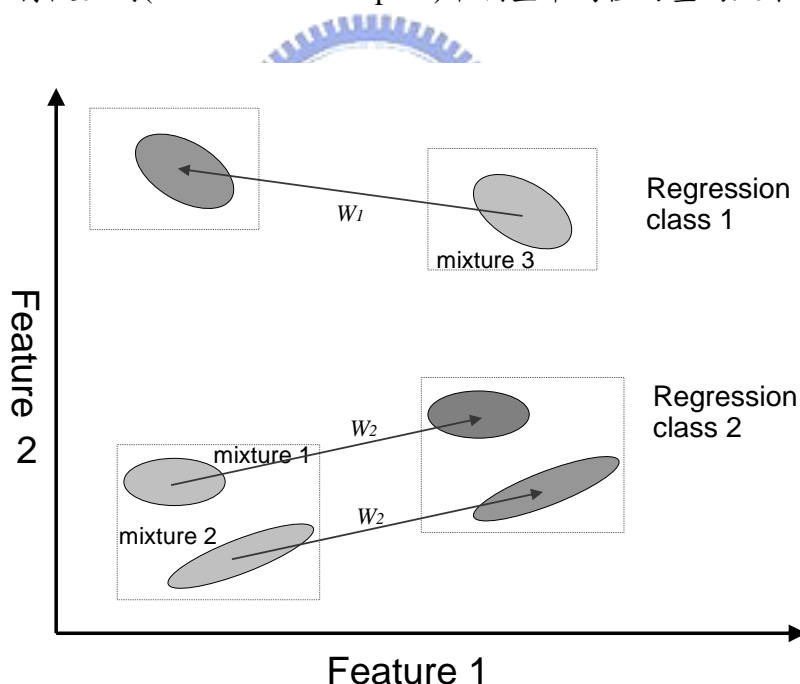 W1
Regression
class 1
mixture 3
Feature 2
Regression
class 2
W2
mixture 1
W2
mixture 2
Feature 1